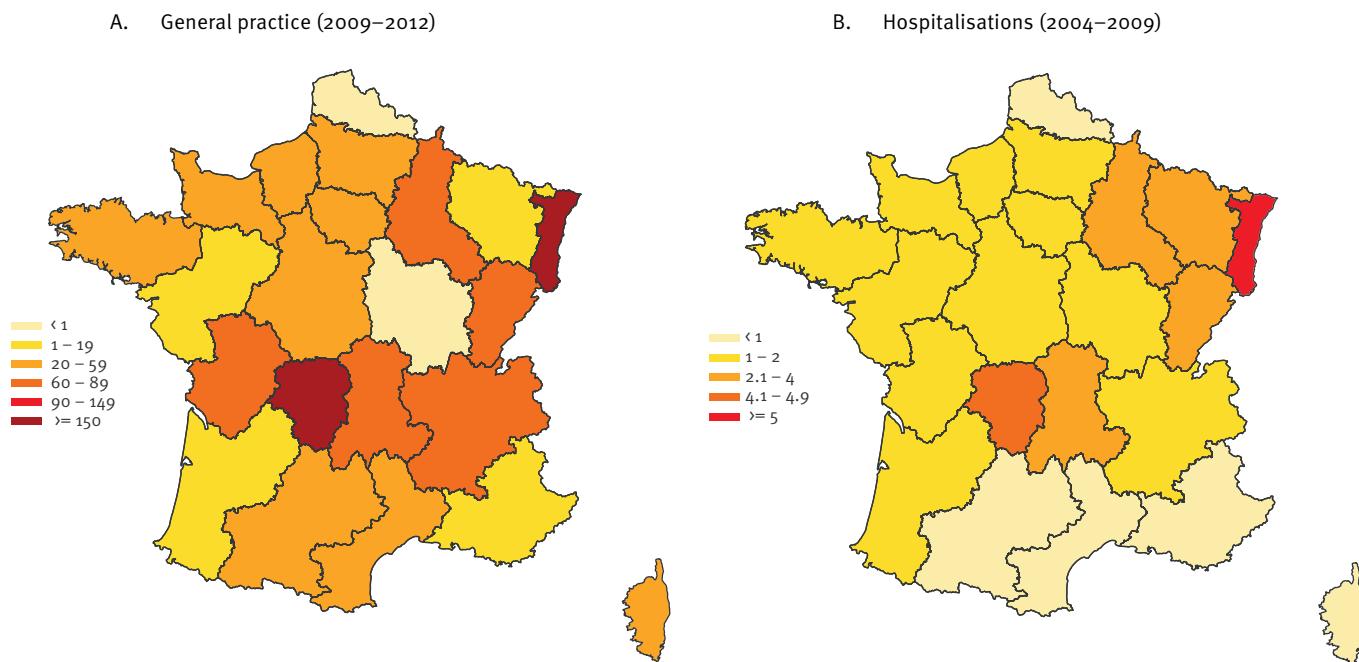 A. General practice (2009–2012)
B. Hospitalisations (2004–2009)
< 1
1 – 19
20 – 59
60 – 89
90 – 149
>= 150
< 1
1 – 2
2.1 – 4
4.1 – 4.9
>= 5